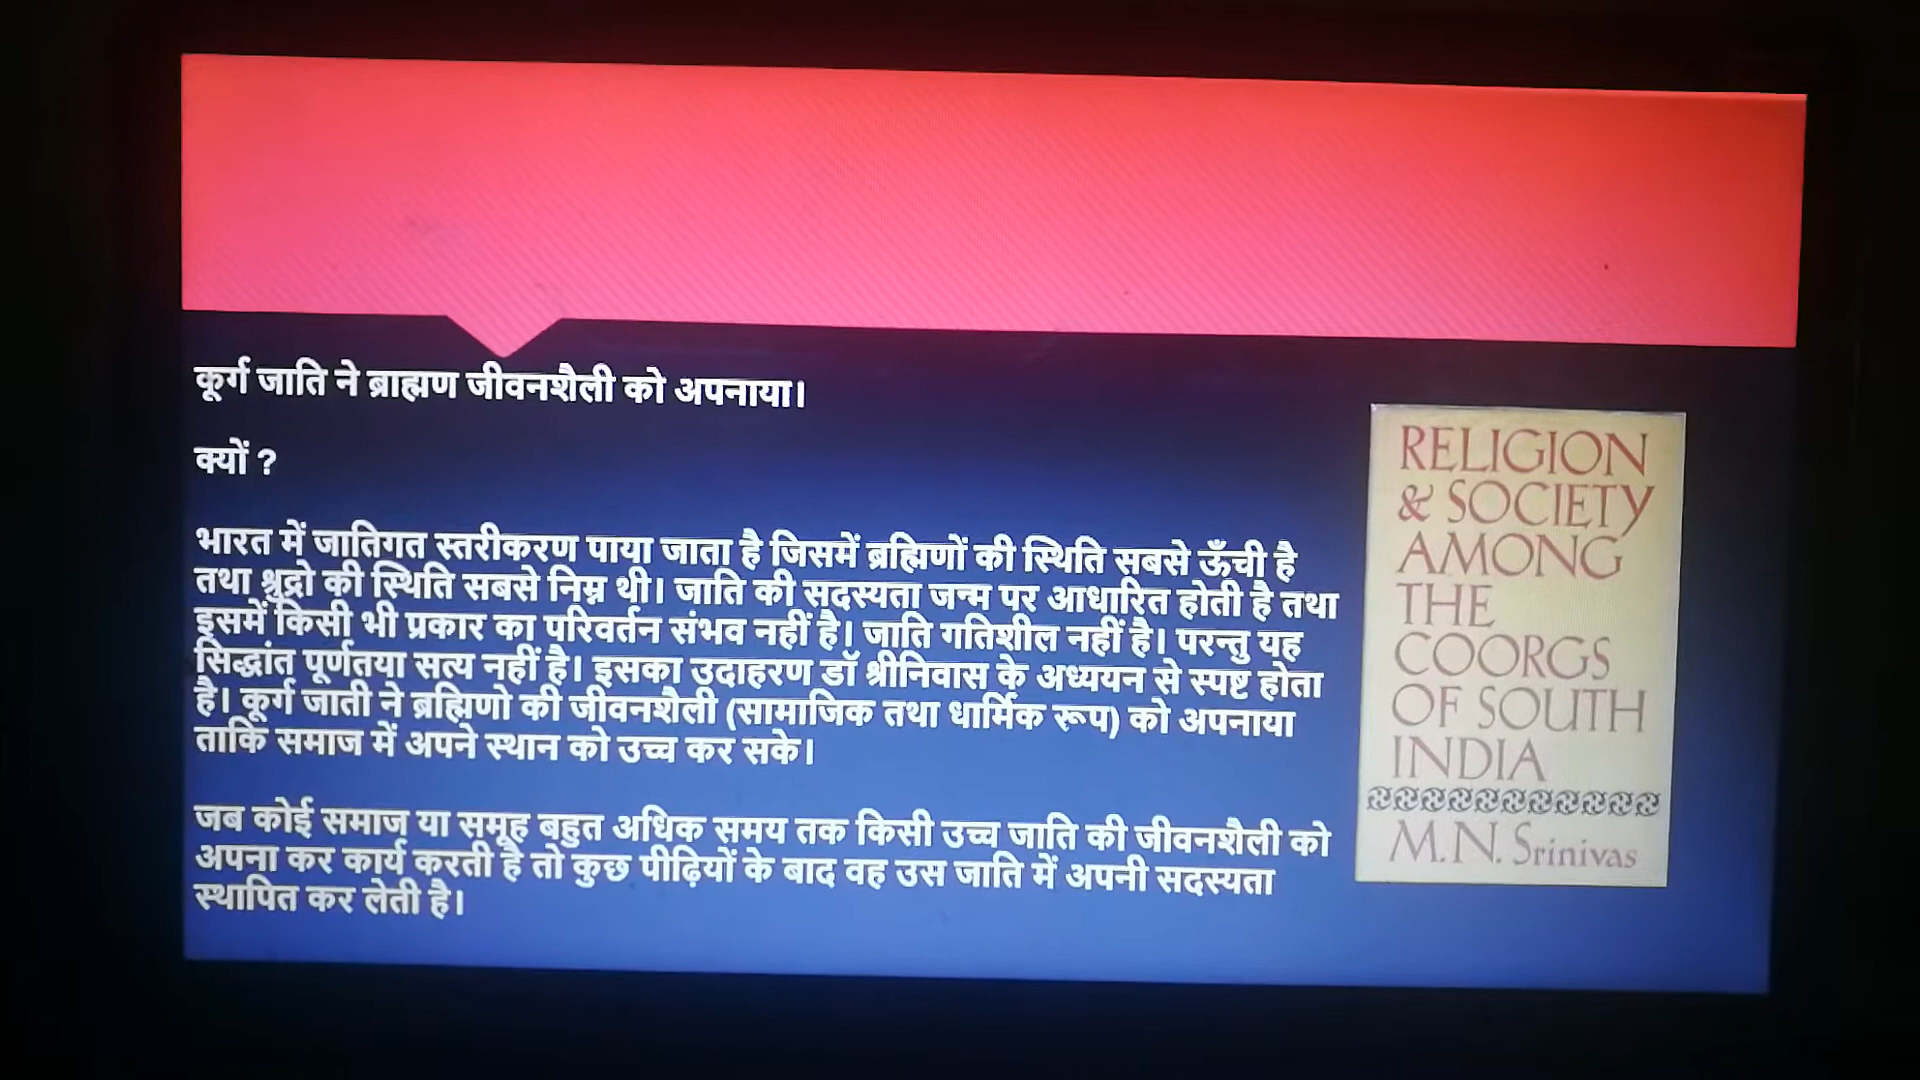 कूर्ग जाति ने ब्राह्मण जीवनशैली को अपनाया।
क्यों ?
भारत में जातिगत स्तरीकरण पाया जाता है जिसमें ब्रह्मिणों की स्थिति सबसे ऊँची है
तथा श्रुद्रो की स्थिति सबसे निम्न थी। जाति की सदस्यता जन्म पर आधारित होती है तथा
इसमें किसी भी प्रकार का परिवर्तन संभव नहीं है। जाति गतिशील नहीं है। परन्तु यह
सिद्धांत पूर्णतया सत्य नहीं है। इसका उदाहरण डॉ श्रीनिवास के अध्ययन से स्पष्ट होता
है। कूर्ग जाती ने ब्रह्मिणो की जीवनशैली (सामाजिक तथा धार्मिक रूप) को अपनाया
ताकि समाज में अपने स्थान को उच्च कर सके।
जब कोई समाज या समूह बहुत अधिक समय तक किसी उच्च जाति की जीवनशैली को
अपना कर कार्य करती है तो कुछ पीढ़ियों के बाद वह उस जाति में अपनी सदस्यता
स्थापित कर लेती है।
RELIGION
& SOCIETY
AMONG
THE
COORGS
OF SOUTH
INDIA
M.N. Srinivas